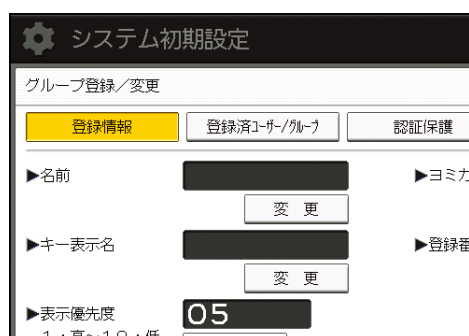 システム初期設定
グループ登録／変更
登録情報 登録済ﾕｰｻﾞｰ/ｸﾞﾙｰﾌﾟ 認証保護
▶名前 ▶ヨミガ
変 更
▶キー表示名 ▶登録番
変 更
▶表示優先度 05